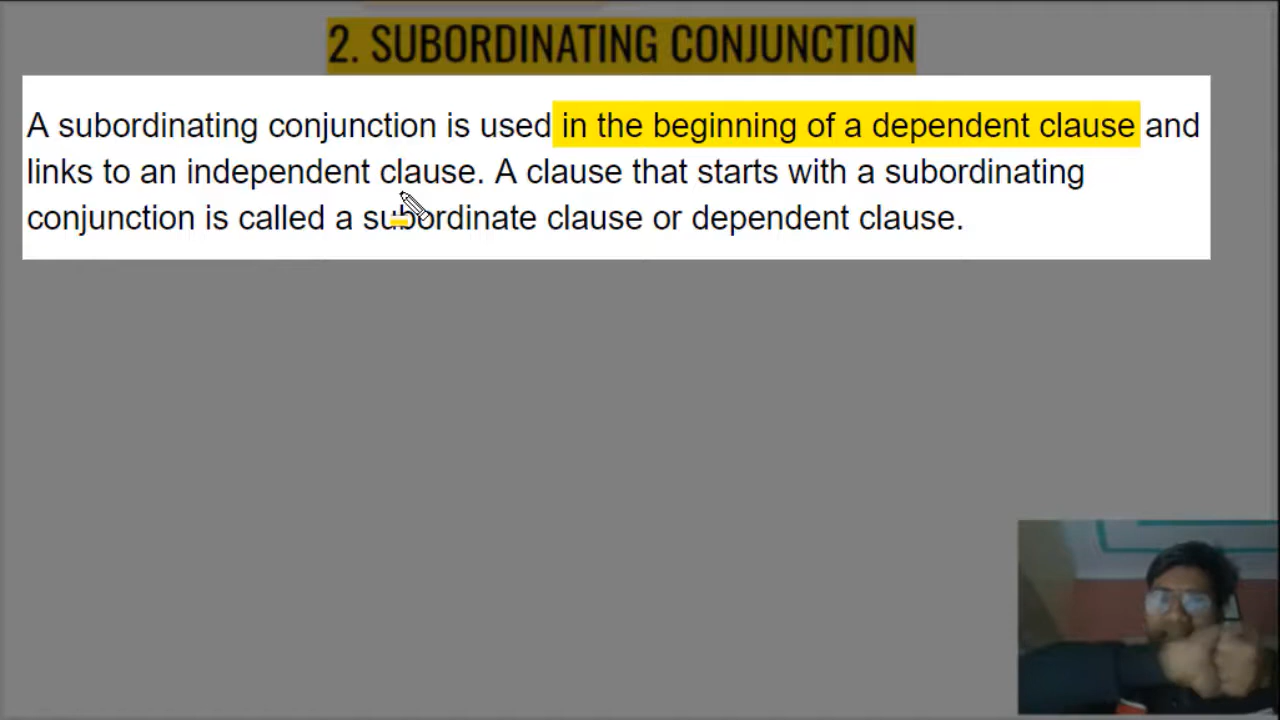 2. SUBORDINATING CONJUNCTION
A subordinating conjunction is used in the beginning of a dependent clause and
links to an independent clause. A clause that starts with a subordinating
conjunction is called a subordinate clause or dependent clause.